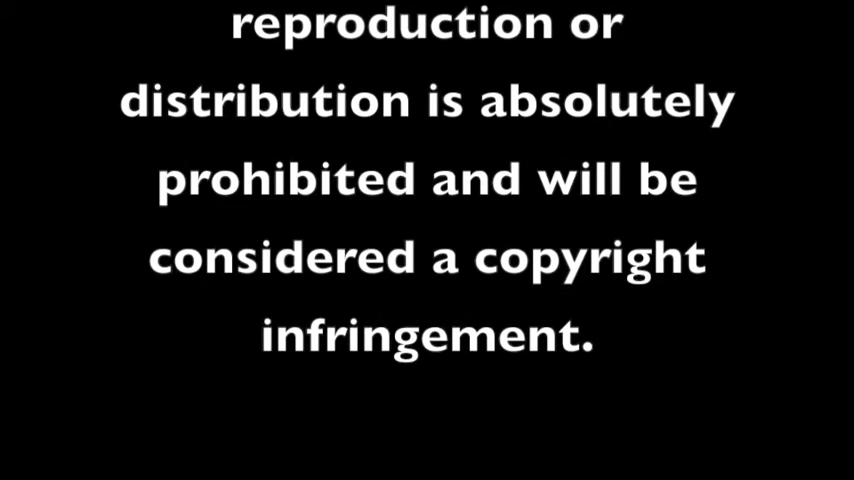 reproduction or
distribution is absolutely
prohibited and will be
considered a copyright
infringement.